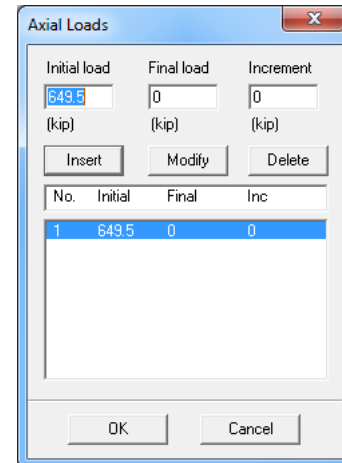 Axial Loads
Initial load Final load Increment
649.5 0 0
(kip) (kip) (kip)
Insert Modify Delete
No. Initial Final Inc
1 649.5 0 0
OK Cancel